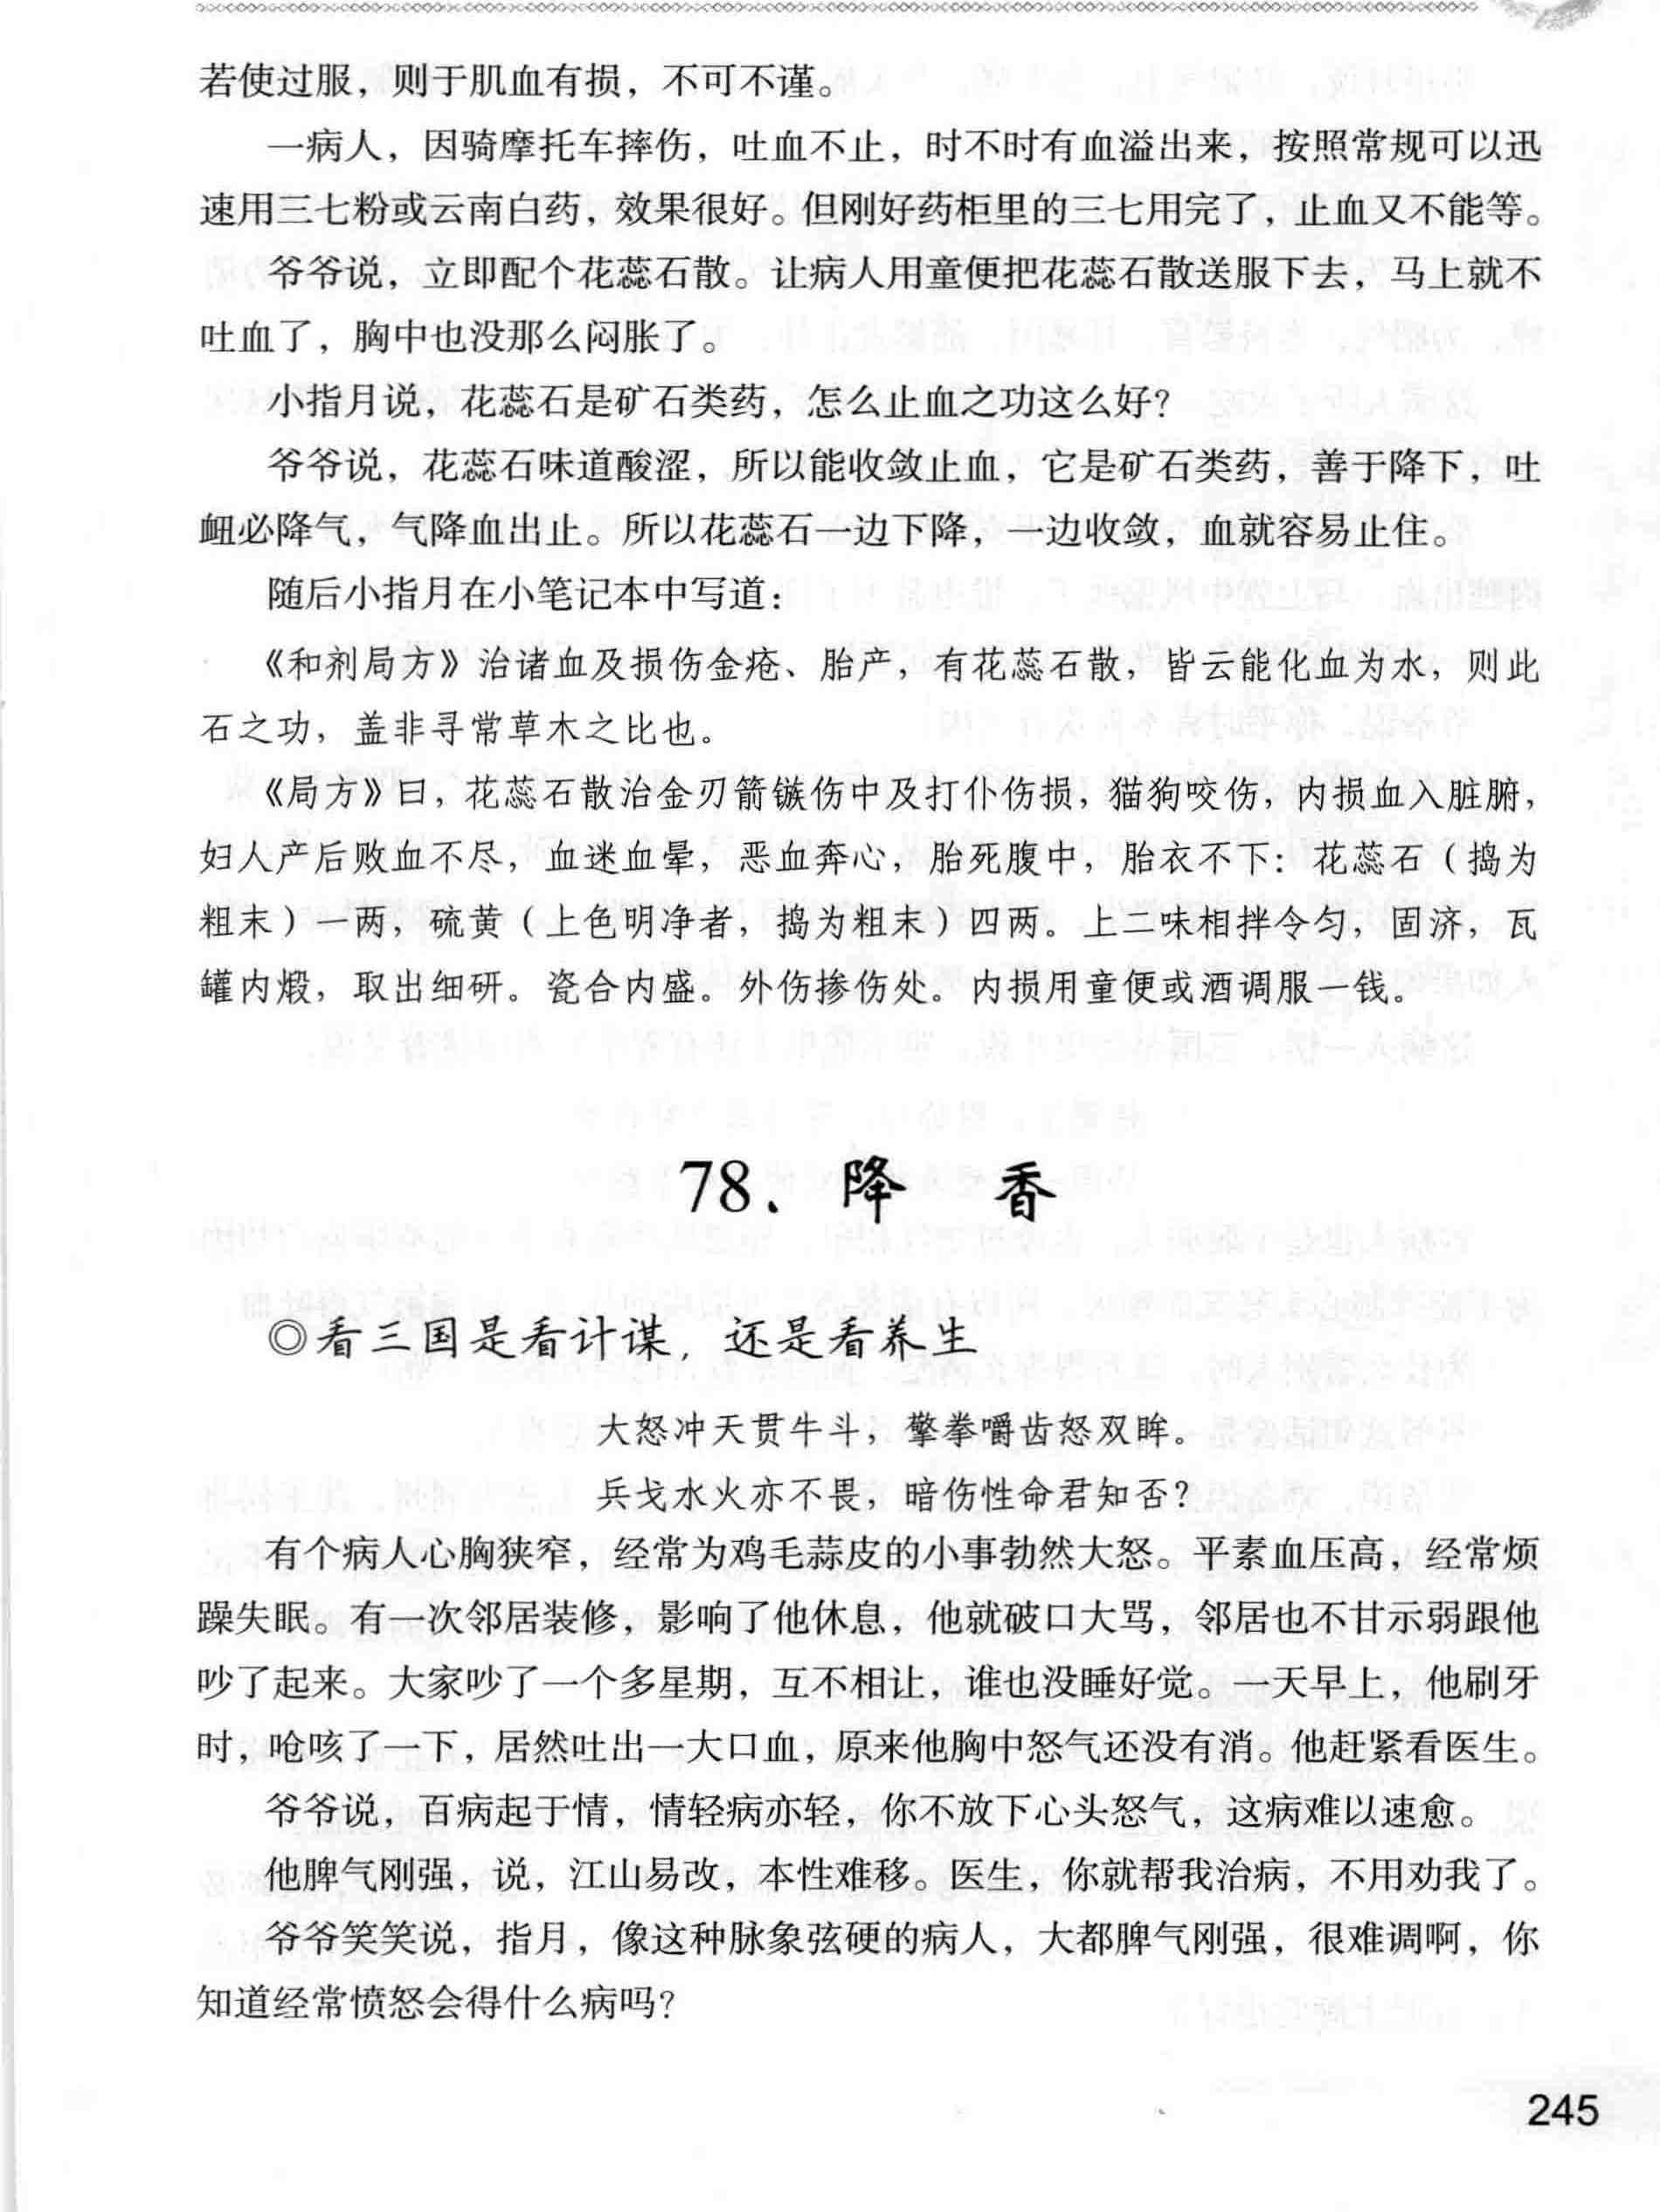 若使过服，则于肌血有损，不可不谨。
一病人，因骑摩托车摔伤，吐血不止，时不时有血溢出来，按照常规可以迅
速用三七粉或云南白药，效果很好。但刚好药柜里的三七用完了，止血又不能等。
爷爷说，立即配个花蕊石散。让病人用童便把花蕊石散送服下去，马上就不
吐血了，胸中也没那么闷胀了。
小指月说，花蕊石是矿石类药，怎么止血之功这么好？
爷爷说，花蕊石味道酸涩，所以能收敛止血，它是矿石类药，善于降下，吐
衄必降气，气降血出止。所以花蕊石一边下降，一边收敛，血就容易止住。
随后小指月在小笔记本中写道：
《和剂局方》治诸血及损伤金疮、胎产，有花蕊石散，皆云能化血为水，则此
石之功，盖非寻常草木之比也。
《局方》曰，花蕊石散治金刃箭镞伤中及打仆伤损，猫狗咬伤，内损血入脏腑，
妇人产后败血不尽，血迷血晕，恶血奔心，胎死腹中，胎衣不下：花蕊石（捣为
粗末）一两，硫黄（上色明净者，捣为粗末）四两。上二味相拌令匀，固济，瓦
罐内煅，取出细研。瓷合内盛。外伤掺伤处。内损用童便或酒调服一钱。
78、降 香
◎看三国是看计谋，还是看养生
大怒冲天贯牛斗，擎拳嚼齿怒双眸。
兵戈水火亦不畏，暗伤性命君知否？
有个病人心胸狭窄，经常为鸡毛蒜皮的小事勃然大怒。平素血压高，经常烦
躁失眠。有一次邻居装修，影响了他休息，他就破口大骂，邻居也不甘示弱跟他
吵了起来。大家吵了一个多星期，互不相让，谁也没睡好觉。一天早上，他刷牙
时，呛咳了一下，居然吐出一大口血，原来他胸中怒气还没有消。他赶紧看医生。
爷爷说，百病起于情，情轻病亦轻，你不放下心头怒气，这病难以速愈。
他脾气刚强，说，江山易改，本性难移。医生，你就帮我治病，不用劝我了。
爷爷笑笑说，指月，像这种脉象弦硬的病人，大都脾气刚强，很难调啊，你
知道经常愤怒会得什么病吗？
245